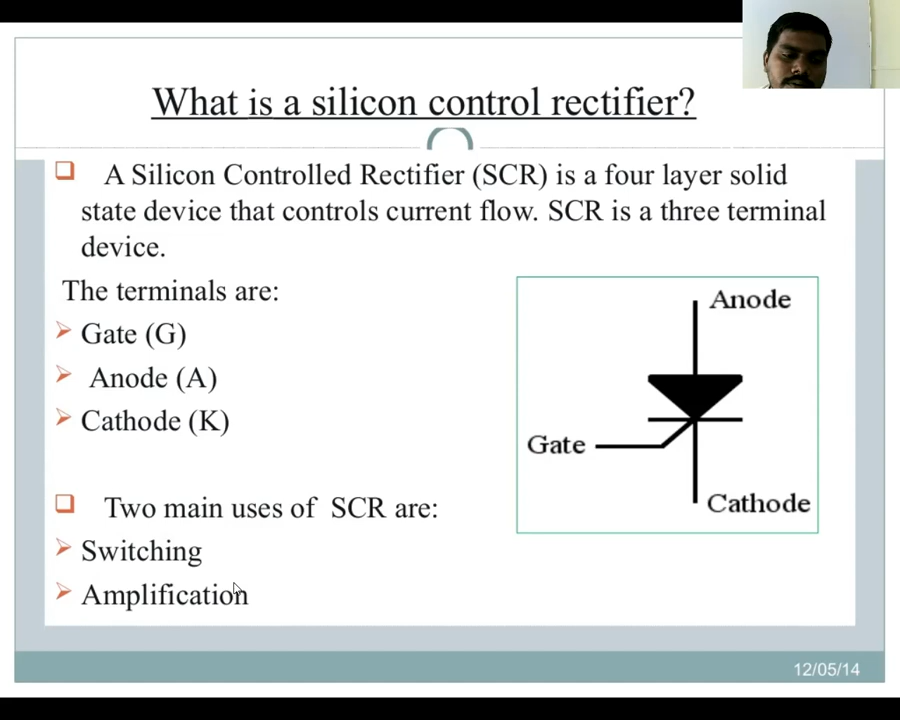 What is a silicon control rectifier?
A Silicon Controlled Rectifier (SCR) is a four layer solid
state device that controls current flow. SCR is a three terminal
device.
The terminals are:
Gate (G)
Anode (A)
Cathode (K)
Anode
Gate
Cathode
Two main uses of SCR are:
Switching
Amplification
12/05/14